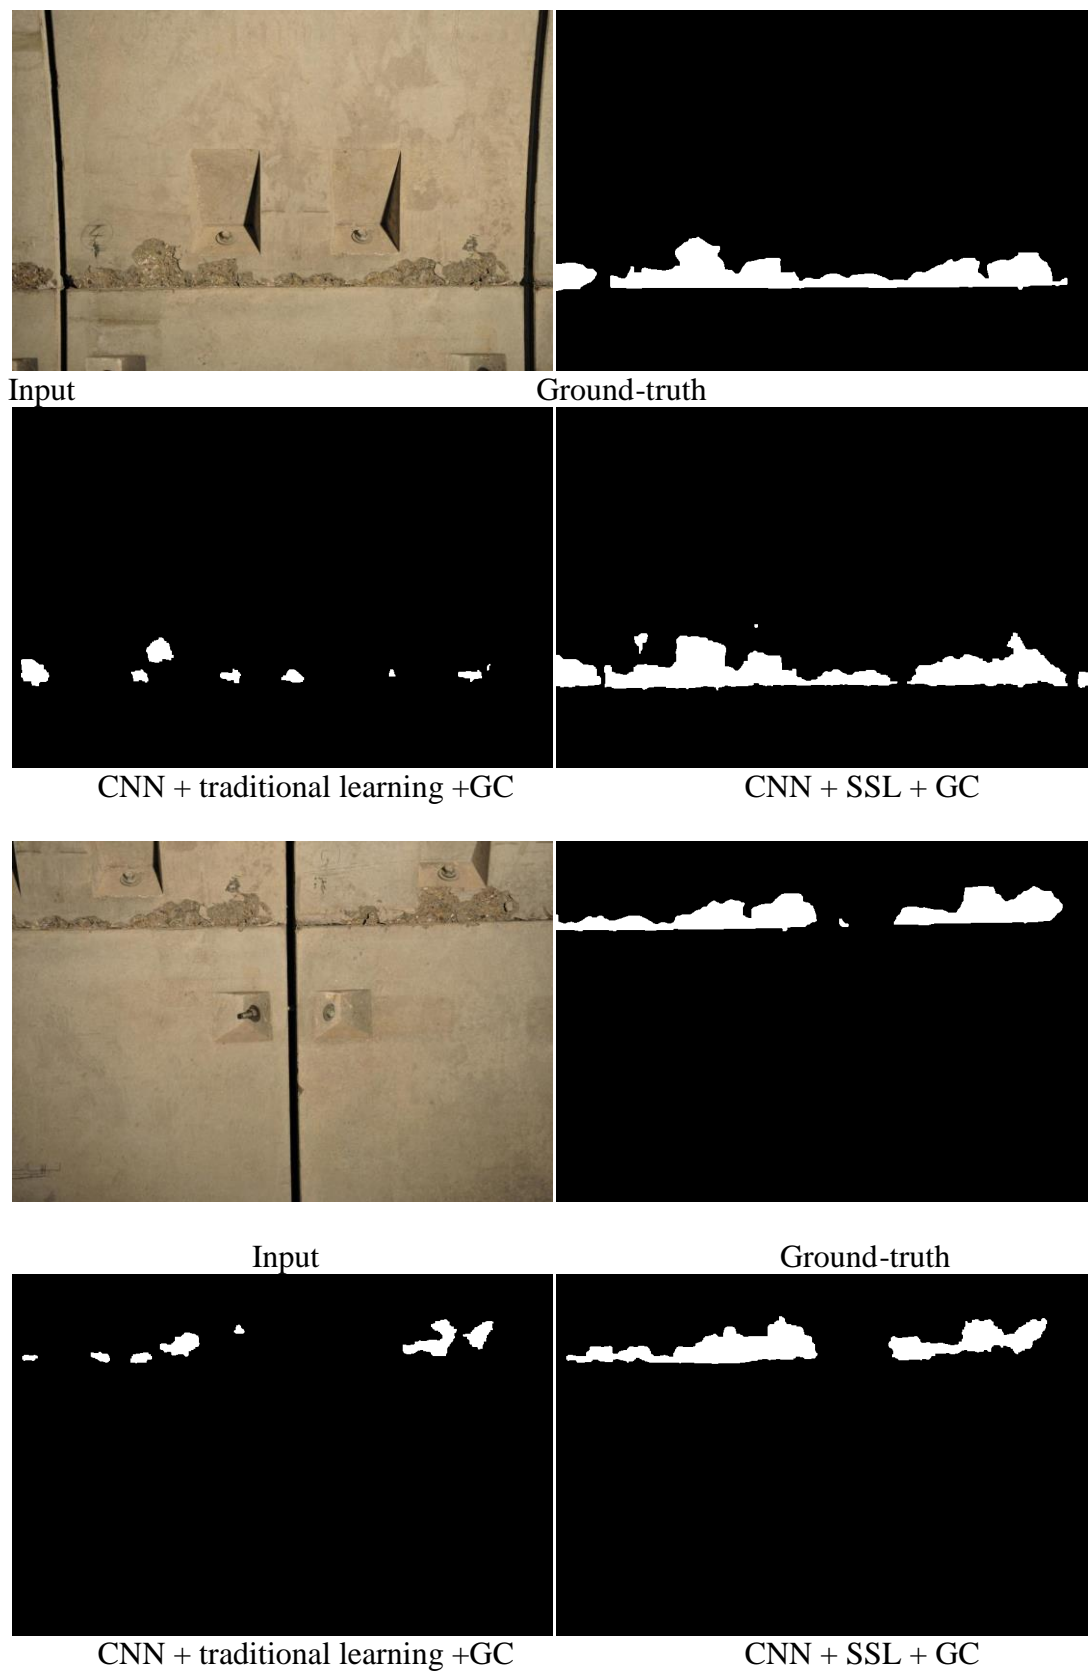 Input
Ground-truth
CNN + traditional learning +GC
CNN + SSL + GC
Input
Ground-truth
CNN + traditional learning +GC
CNN + SSL + GC